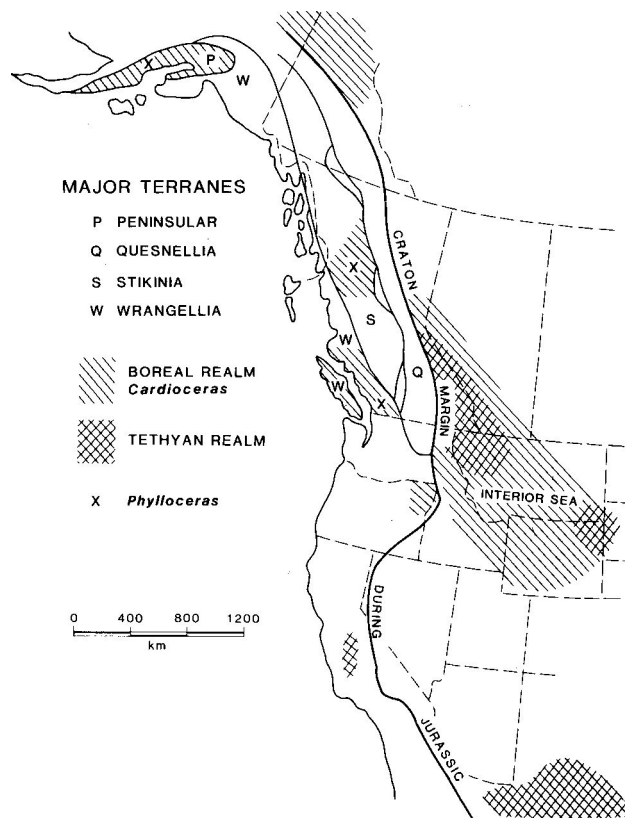 X
P
W
MAJOR TERRANES
P PENINSULAR
Q QUESNELLIA
S STIKINIA
W WRANGELLIA
BOREAL REALM
Cardioceras
TETHYAN REALM
X Phylloceras
0 400 800 1200
km
X
S
W
W
X
Q
CRATON
MARGIN
x
INTERIOR SEA
DURING
JURASSIC